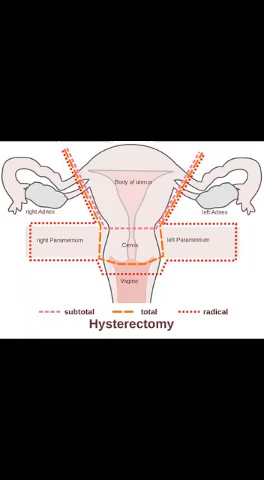 Body of uterus
right Adnex
left Adnex
right Parametrium
left Parametrium
Cervix
Vagina
subtotal total radical
Hysterectomy